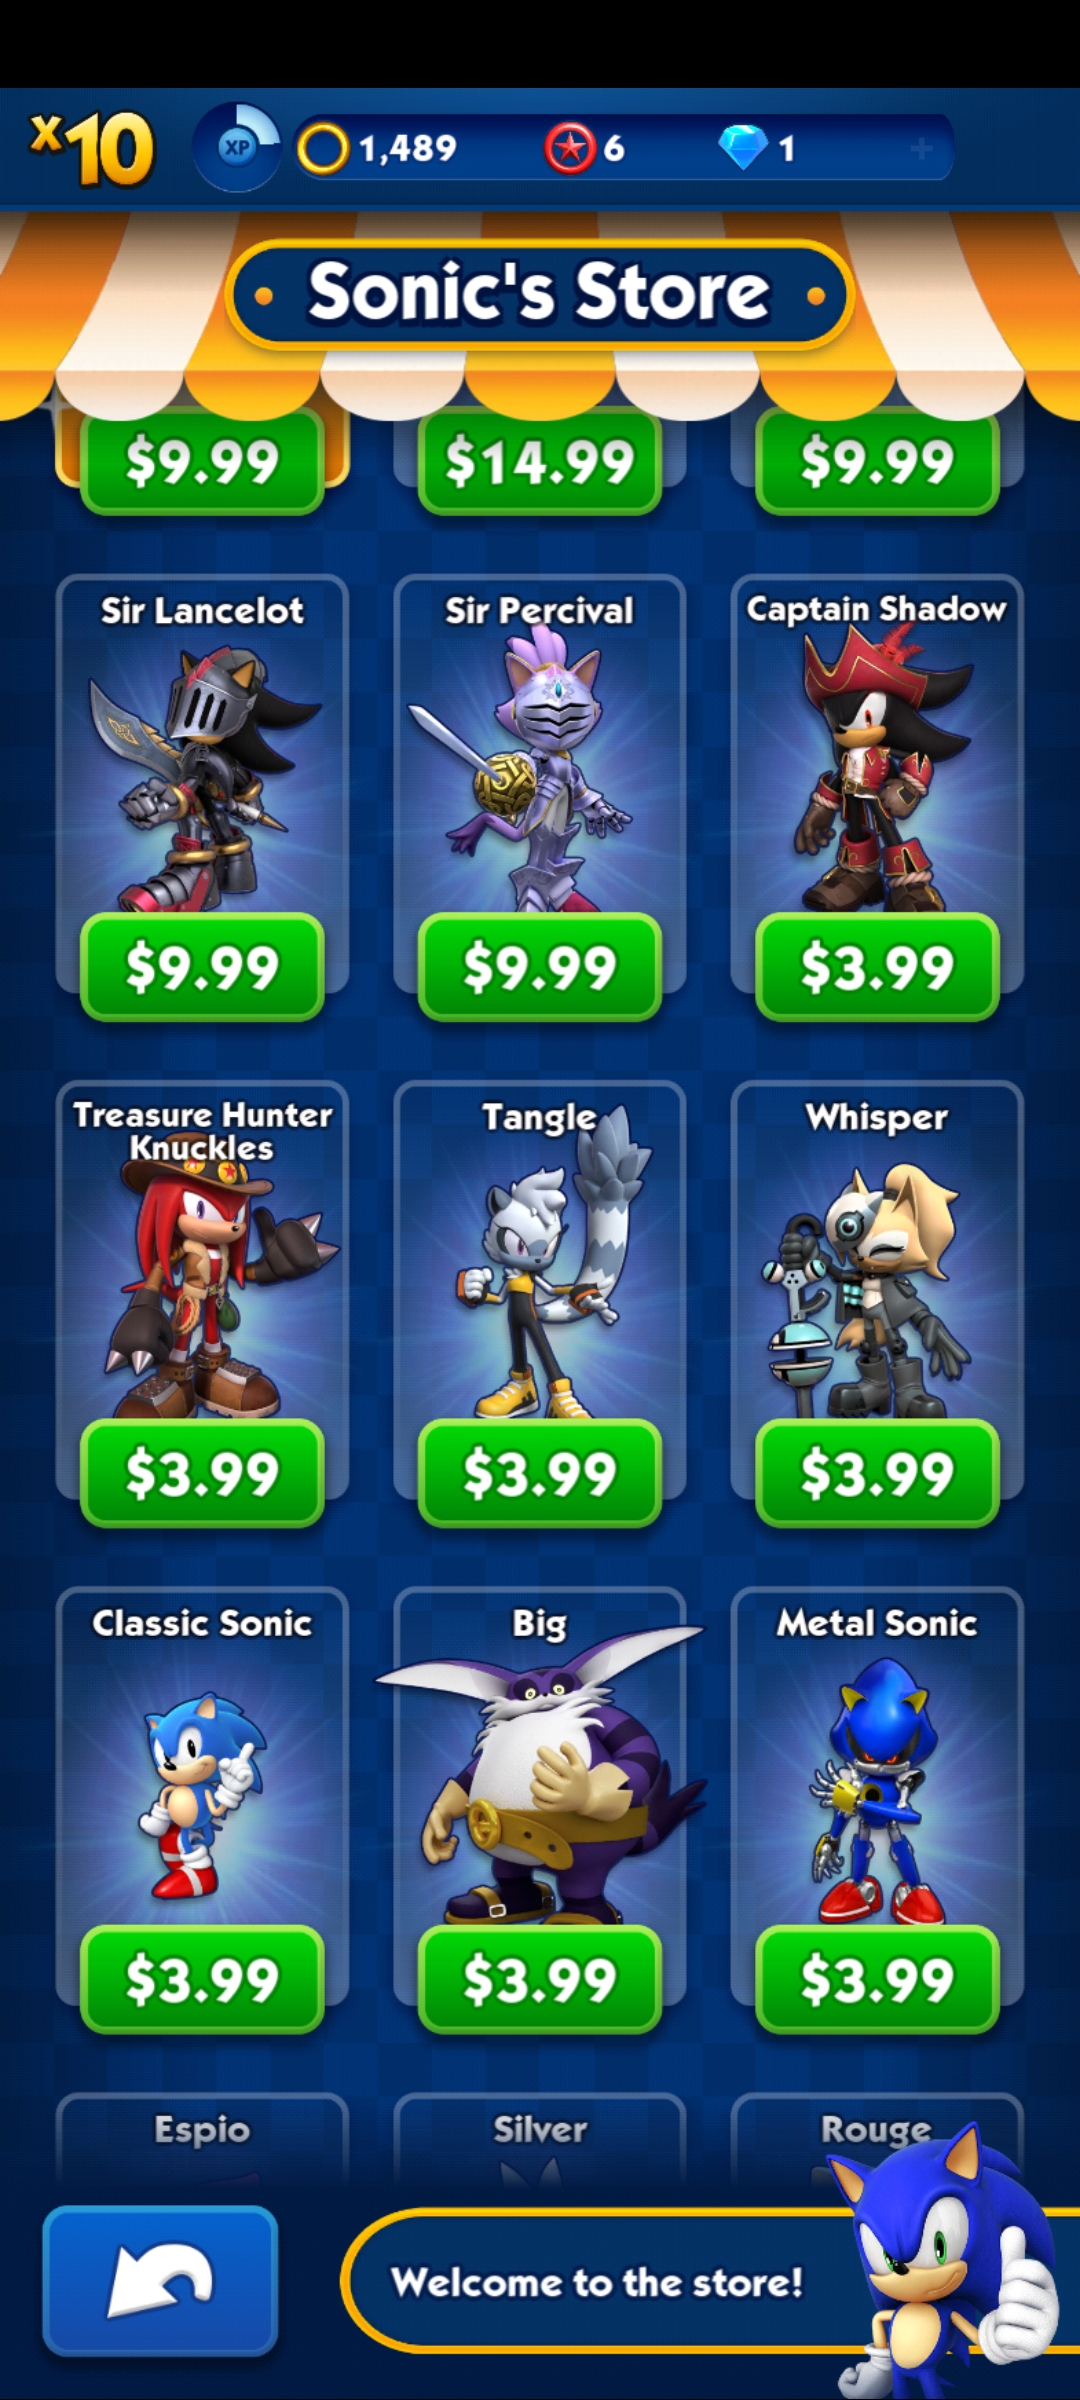 x10
XP
1,489
6
1
+
Sonic's Store
$9.99
$14.99
$9.99
Sir Lancelot
Sir Percival
Captain Shadow
$9.99
$9.99
$3.99
Treasure Hunter
Knuckles
Tangle
Whisper
$3.99
$3.99
$3.99
Classic Sonic
Big
Metal Sonic
$3.99
$3.99
$3.99
Espio
Silver
Rouge
Welcome to the store!